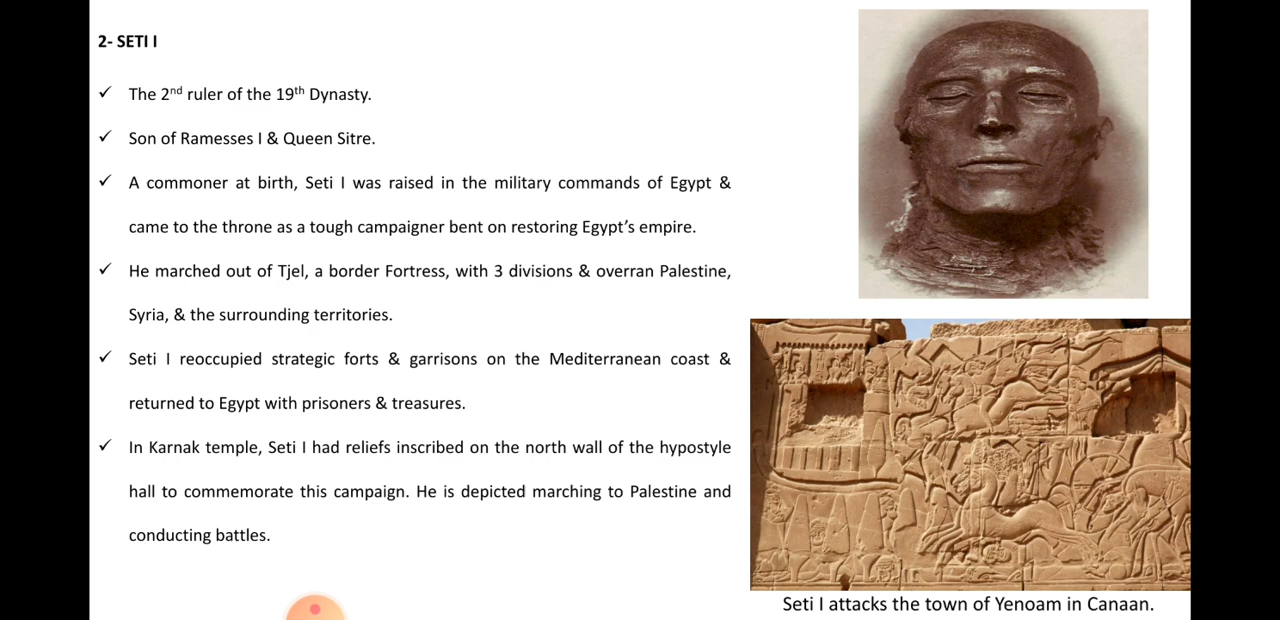 2- SETI I
✓ The 2nd ruler of the 19th Dynasty.
✓ Son of Ramesses I & Queen Sitre.
✓ A commoner at birth, Seti I was raised in the military commands of Egypt &
came to the throne as a tough campaigner bent on restoring Egypt’s empire.
✓ He marched out of Tjel, a border Fortress, with 3 divisions & overran Palestine,
Syria, & the surrounding territories.
✓ Seti I reoccupied strategic forts & garrisons on the Mediterranean coast &
returned to Egypt with prisoners & treasures.
✓ In Karnak temple, Seti I had reliefs inscribed on the north wall of the hypostyle
hall to commemorate this campaign. He is depicted marching to Palestine and
conducting battles.
Seti I attacks the town of Yenoam in Canaan.